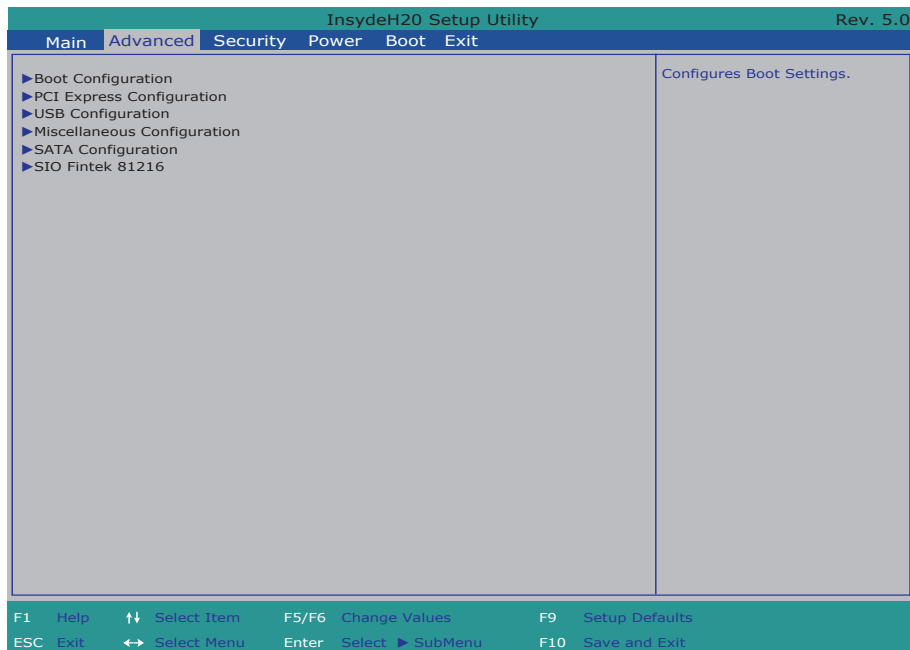 InsydeH20 Setup Utility Rev. 5.0
Main Advanced Security Power Boot Exit
►Boot Configuration
►PCI Express Configuration
►USB Configuration
►Miscellaneous Configuration
►SATA Configuration
►SIO Fintek 81216
Configures Boot Settings.
F1 Help ↑↓ Select Item F5/F6 Change Values F9 Setup Defaults
ESC Exit ↔ Select Menu Enter Select ► SubMenu F10 Save and Exit